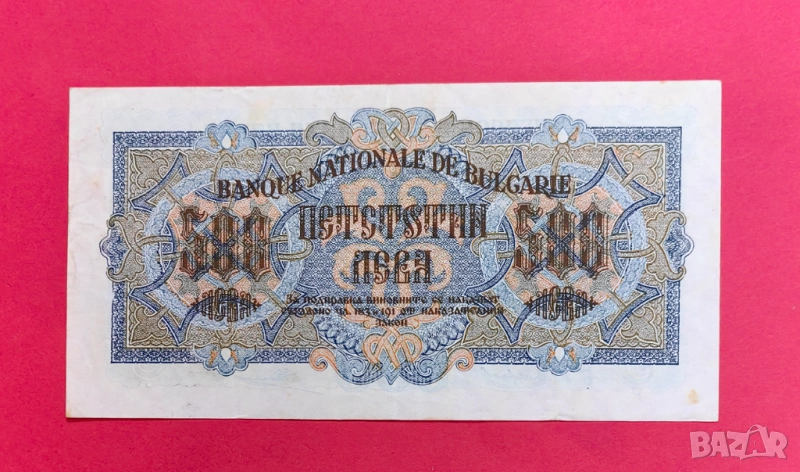 BANQUE NATIONALE DE BULGARIE
500 ПЕТСТОТИН 500
ЛЕВА ЛЕВА ЛЕВА
ЗА ПОДПРАВКА ВИНОВНИТЕ СЕ НАКАЗВАТ
СЪГЛАСНО ЧЛ. 183 и 191 ОТ НАКАЗАТЕЛНИЯ
ЗАКОН
BAZAR